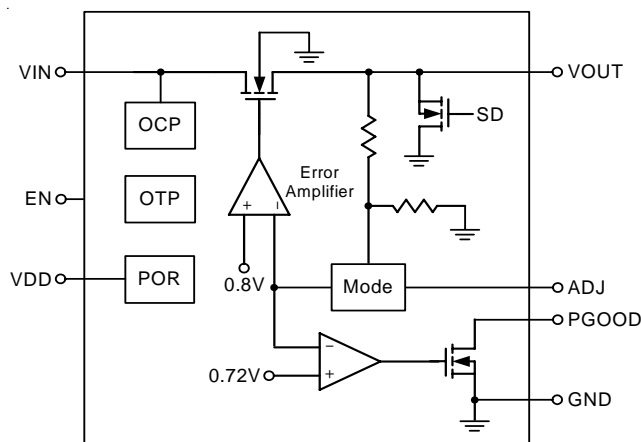 VIN
VOUT
OCP
SD
Error
Amplifier
EN
OTP
+
−
VDD
POR
0.8V
Mode
ADJ
PGOOD
−
0.72V
+
GND